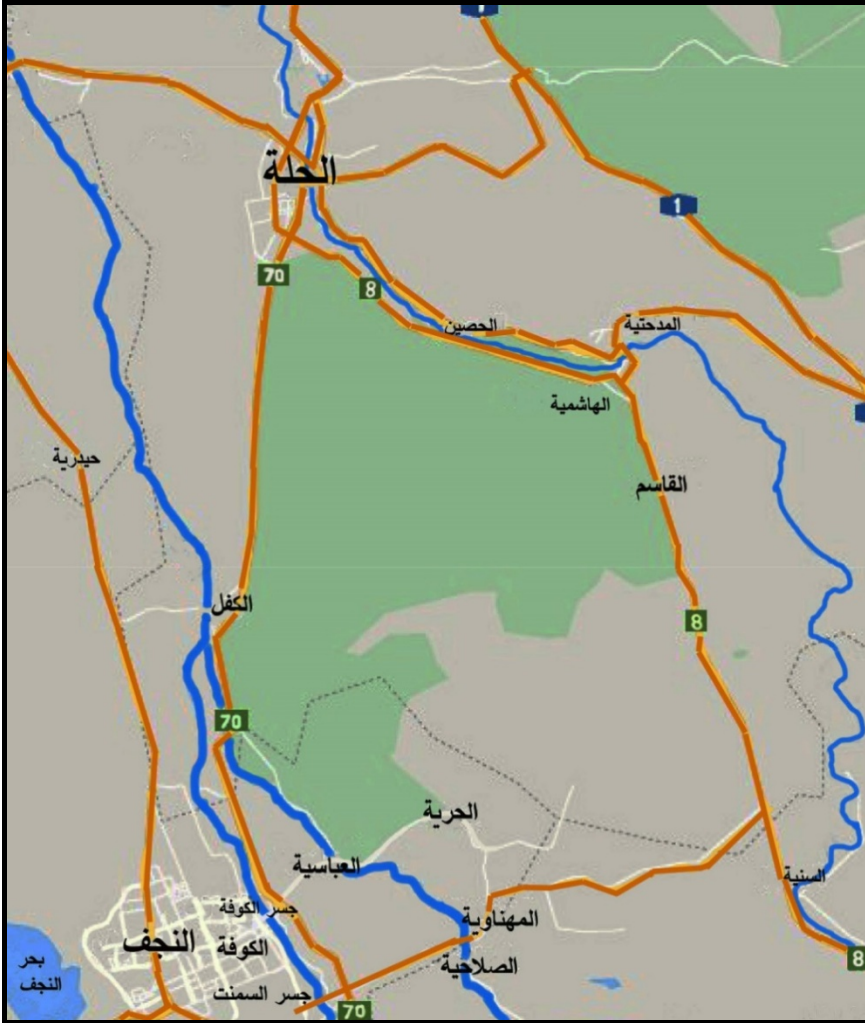 1
الحلة
1
70
8
الحصين
المدحتية
الهاشمية
حيدرية
القاسم
الكفل
8
70
الحرية
العباسية
السنية
جسر الكوفة
المهناوية
النجف
الكوفة
بحر
النجف
الصلاحية
8
جسر السمنت
70